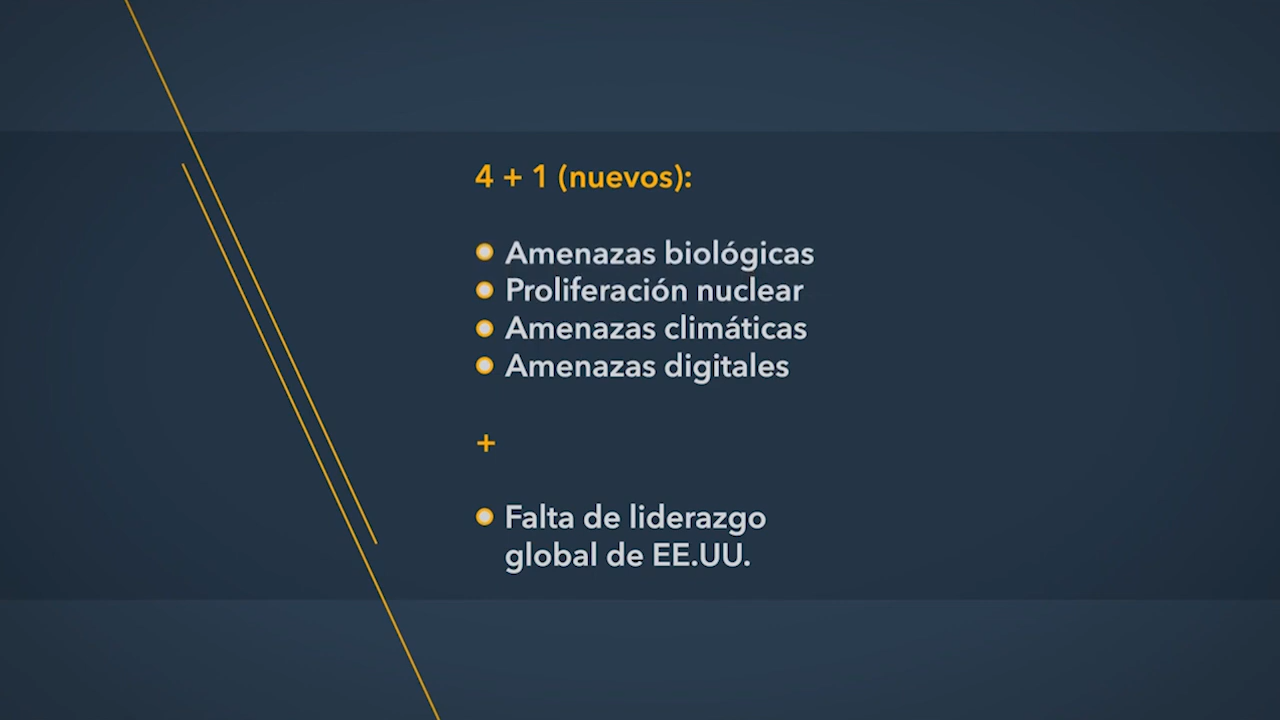 4 + 1 (nuevos):
Amenazas biológicas
Proliferación nuclear
Amenazas climáticas
Amenazas digitales
+
Falta de liderazgo
global de EE.UU.